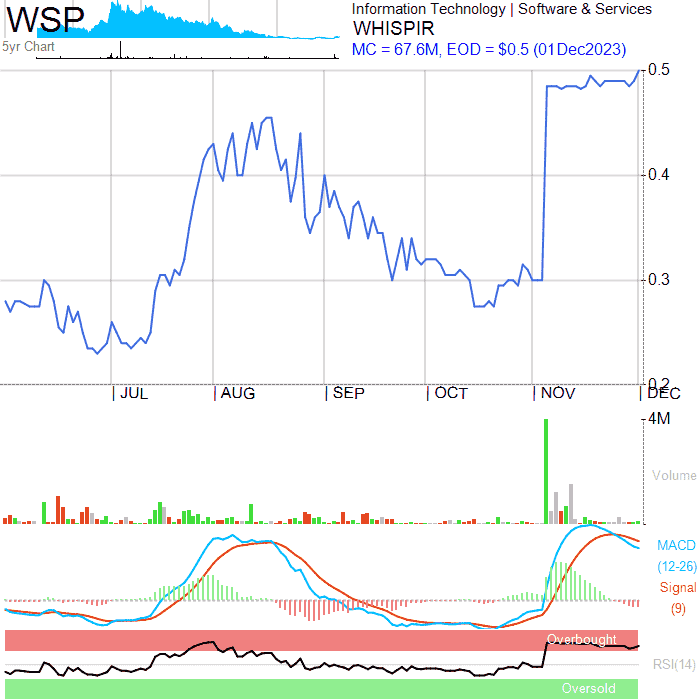 WSP
5yr Chart
Information Technology | Software & Services
WHISPIR
MC = 67.6M, EOD = $0.5 (01Dec2023)
0.5
0.4
0.3
0.2
JUL
AUG
SEP
OCT
NOV
DEC
4M
Volume
MACD
(12-26)
Signal
(9)
Overbought
RSI(14)
Oversold